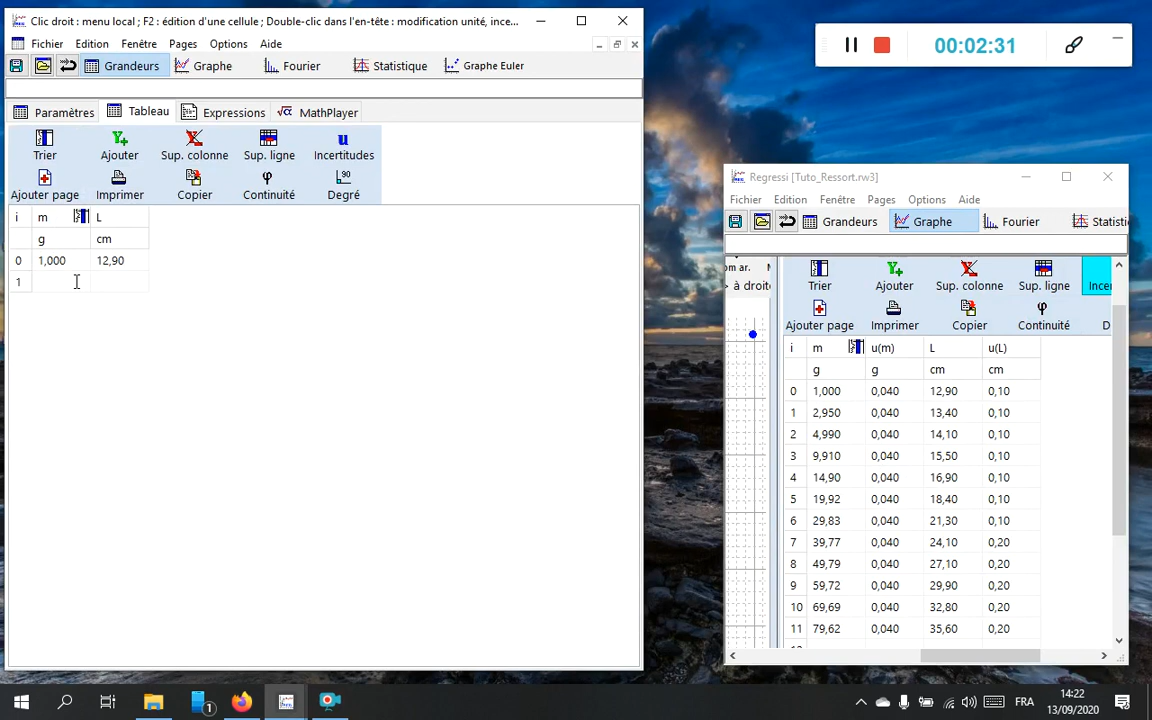 Clic droit : menu local ; F2 : édition d'une cellule ; Double-clic dans l'en-tête : modification unité, ince...
Fichier Edition Fenêtre Pages Options Aide
Grandeurs Graphe Fourier Statistique Graphe Euler
Paramètres Tableau Expressions MathPlayer
Y+ Y u 90
Trier Ajouter Sup. colonne Sup. ligne Incertitudes
φ
Ajouter page Imprimer Copier Continuité Degré
i m L
g cm
0 1,000 12,90
1
00:02:31
Regressi [Tuto_Ressort.rw3]
Fichier Edition Fenêtre Pages Options Aide
Grandeurs Graphe Fourier Statisti
om ar.
> à droite
Trier Ajouter Sup. colonne Sup. ligne Incer
φ
Ajouter page Imprimer Copier Continuité D
i m u(m) L u(L)
g g cm cm
0 1,000 0,040 12,90 0,10
1 2,950 0,040 13,40 0,10
2 4,990 0,040 14,10 0,10
3 9,910 0,040 15,50 0,10
4 14,90 0,040 16,90 0,10
5 19,92 0,040 18,40 0,10
6 29,83 0,040 21,30 0,10
7 39,77 0,040 24,10 0,20
8 49,79 0,040 27,10 0,20
9 59,72 0,040 29,90 0,20
10 69,69 0,040 32,80 0,20
11 79,62 0,040 35,60 0,20
1
FRA
14:22
13/09/2020